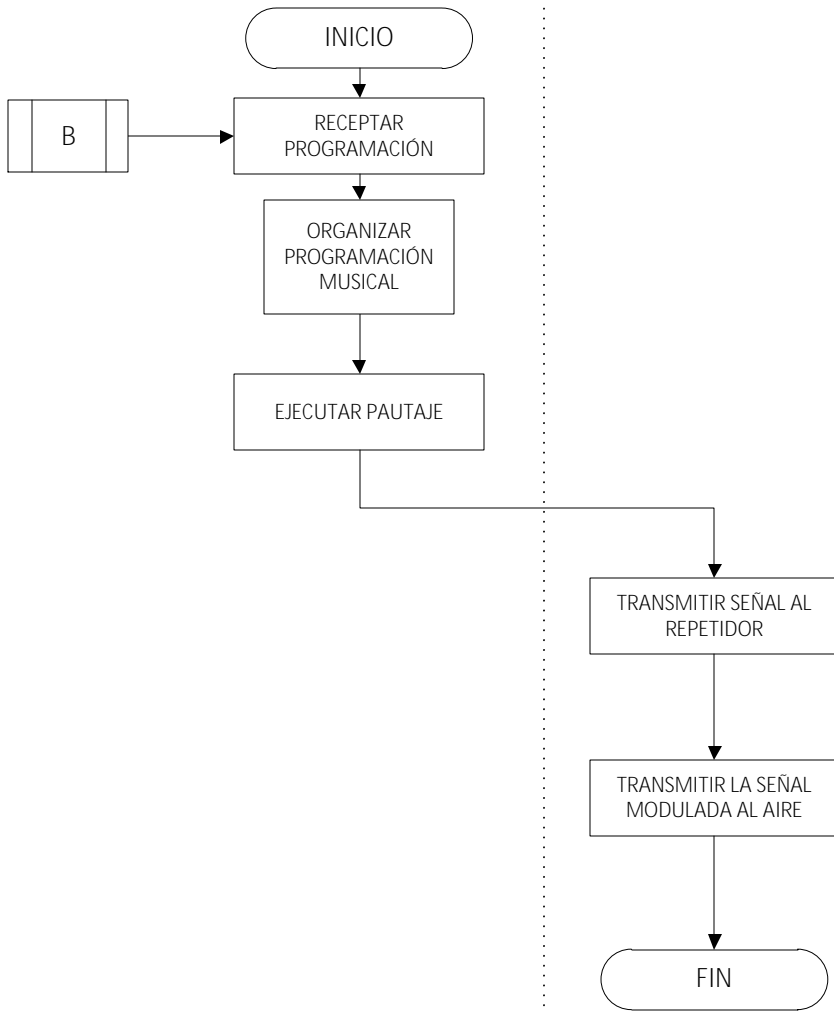 INICIO
B
RECEPTAR
PROGRAMACIÓN
ORGANIZAR
PROGRAMACIÓN
MUSICAL
EJECUTAR PAUTAJE
TRANSMITIR SEÑAL AL
REPETIDOR
TRANSMITIR LA SEÑAL
MODULADA AL AIRE
FIN